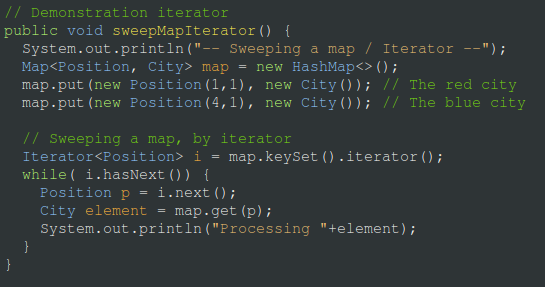 // Demonstration iterator
public void sweepMapIterator() {
  System.out.println("-- Sweeping a map / Iterator --");
  Map<Position, City> map = new HashMap<>();
  map.put(new Position(1,1), new City()); // The red city
  map.put(new Position(4,1), new City()); // The blue city

  // Sweeping a map, by iterator
  Iterator<Position> i = map.keySet().iterator();
  while( i.hasNext()) {
    Position p = i.next();
    City element = map.get(p);
    System.out.println("Processing "+element);
  }
}